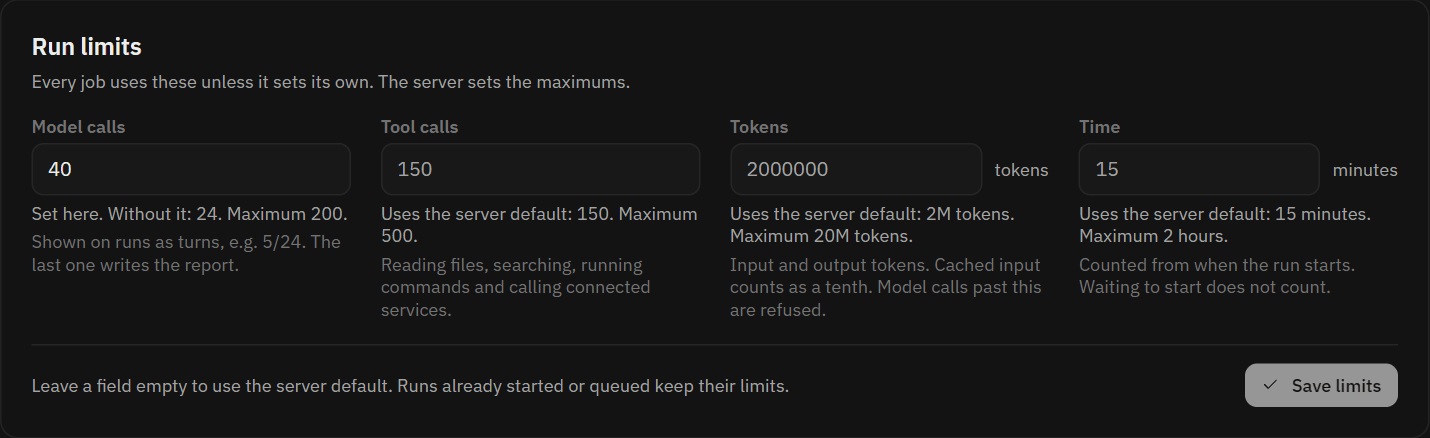 Run limits
Every job uses these unless it sets its own. The server sets the maximums.
Model calls
40
Set here. Without it: 24. Maximum 200.
Shown on runs as turns, e.g. 5/24. The
last one writes the report.
Tool calls
150
Uses the server default: 150. Maximum
500.
Reading files, searching, running
commands and calling connected
services.
Tokens
2000000 tokens
Uses the server default: 2M tokens.
Maximum 20M tokens.
Input and output tokens. Cached input
counts as a tenth. Model calls past this
are refused.
Time
15 minutes
Uses the server default: 15 minutes.
Maximum 2 hours.
Counted from when the run starts.
Waiting to start does not count.
Leave a field empty to use the server default. Runs already started or queued keep their limits.
Save limits